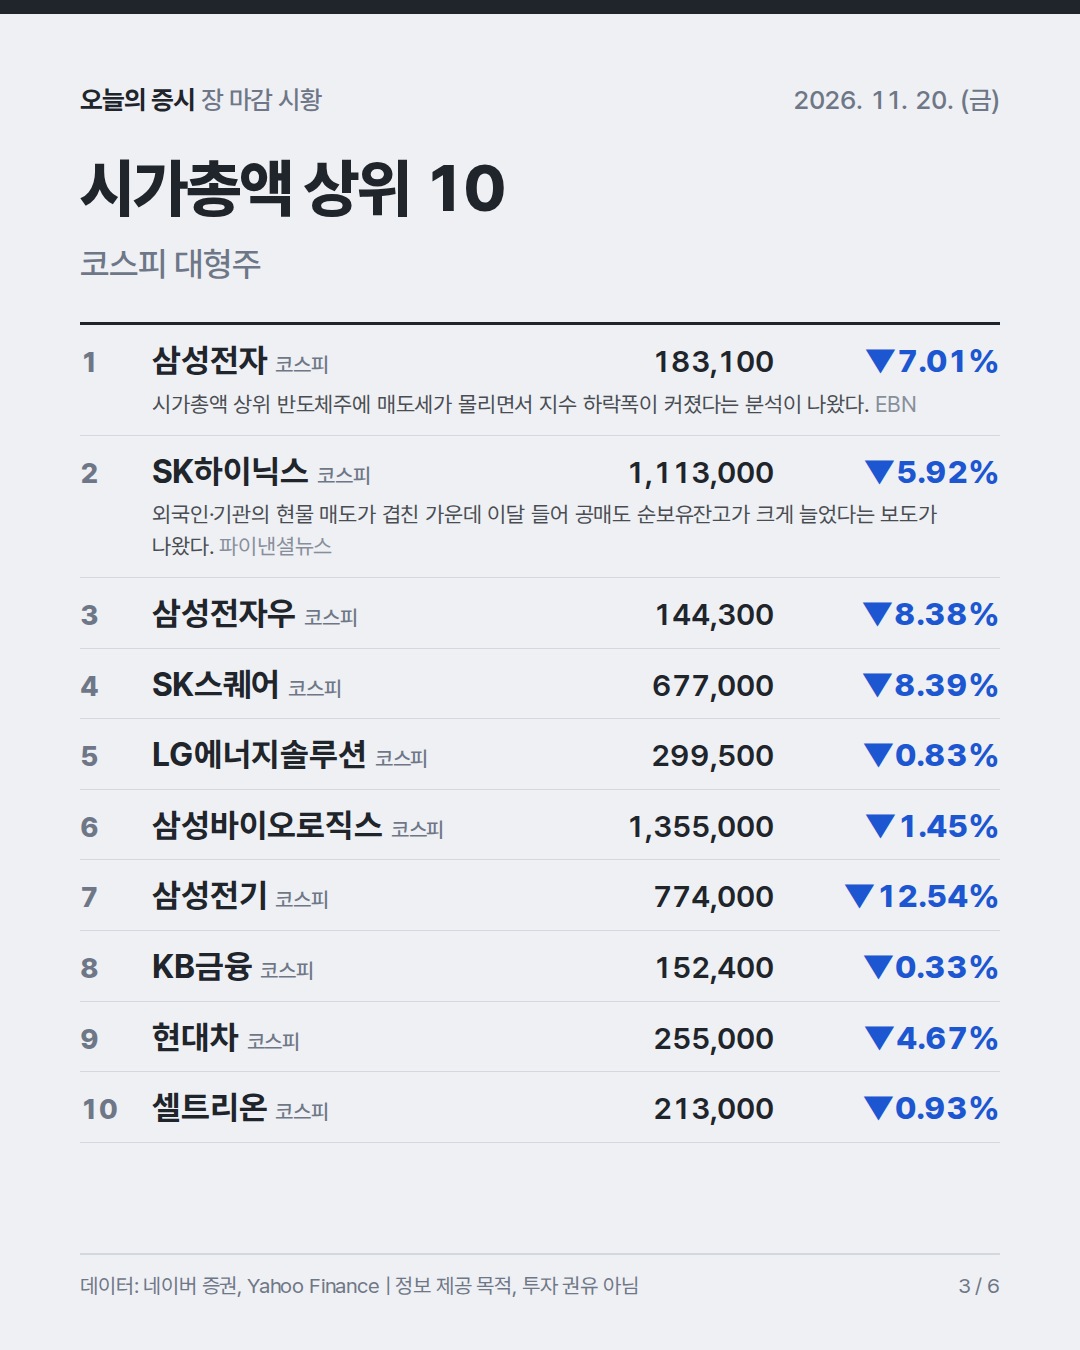 오늘의 증시 장 마감 시황 2026. 11. 20. (금)
시가총액 상위 10
코스피 대형주
1 삼성전자 코스피 183,100 ▼7.01%
시가총액 상위 반도체주에 매도세가 몰리면서 지수 하락폭이 커졌다는 분석이 나왔다. EBN
2 SK하이닉스 코스피 1,113,000 ▼5.92%
외국인·기관의 현물 매도가 겹친 가운데 이달 들어 공매도 순보유잔고가 크게 늘었다는 보도가
나왔다. 파이낸셜뉴스
3 삼성전자우 코스피 144,300 ▼8.38%
4 SK스퀘어 코스피 677,000 ▼8.39%
5 LG에너지솔루션 코스피 299,500 ▼0.83%
6 삼성바이오로직스 코스피 1,355,000 ▼1.45%
7 삼성전기 코스피 774,000 ▼12.54%
8 KB금융 코스피 152,400 ▼0.33%
9 현대차 코스피 255,000 ▼4.67%
10 셀트리온 코스피 213,000 ▼0.93%
데이터: 네이버 증권, Yahoo Finance | 정보 제공 목적, 투자 권유 아님 3 / 6